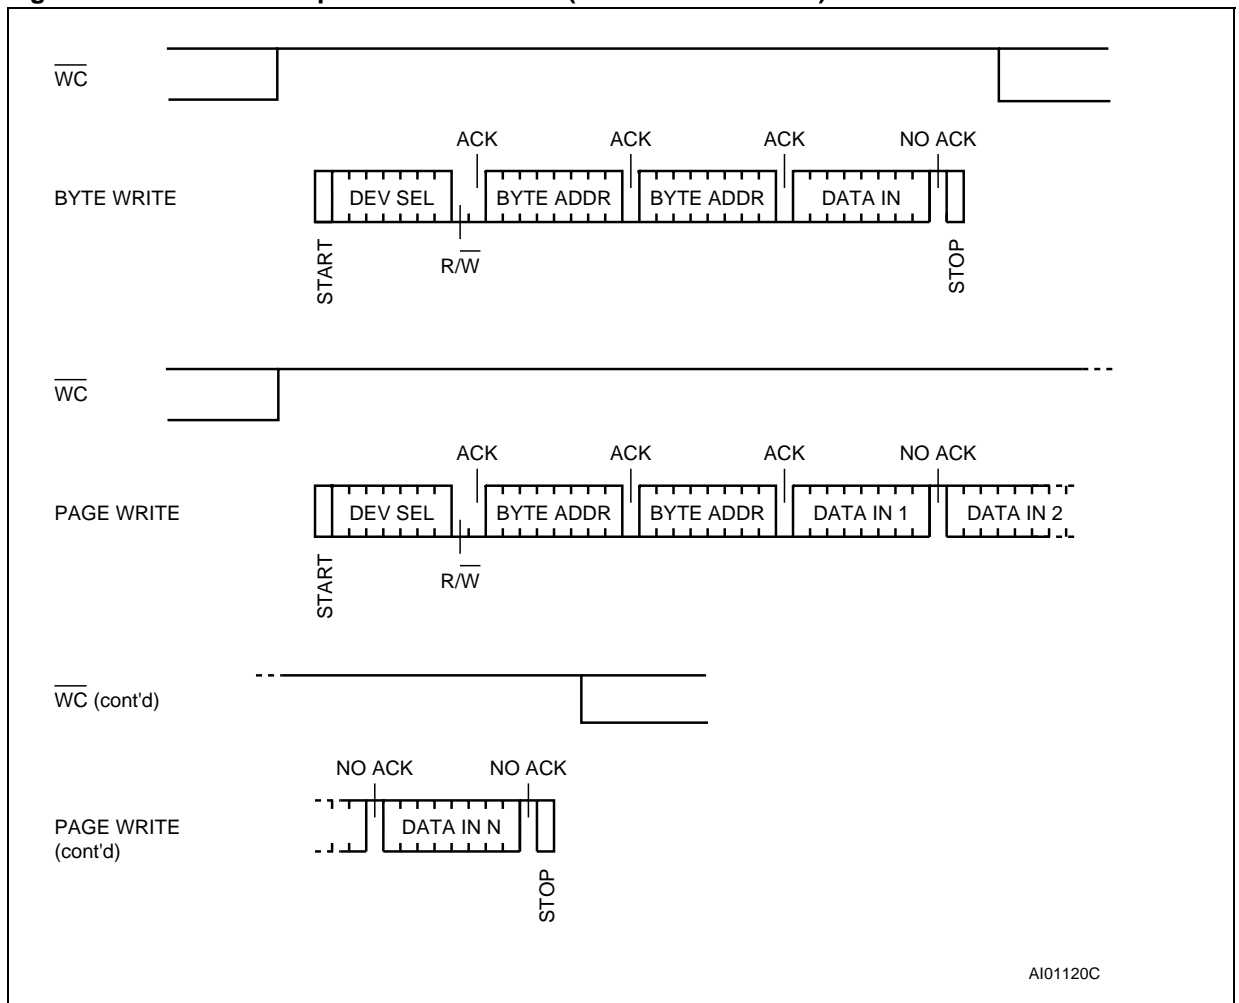 WC
ACK ACK ACK NO ACK
BYTE WRITE DEV SEL BYTE ADDR BYTE ADDR DATA IN
R/W
START
STOP
WC
ACK ACK ACK NO ACK
PAGE WRITE DEV SEL BYTE ADDR BYTE ADDR DATA IN 1 DATA IN 2
R/W
START
WC (cont'd)
NO ACK NO ACK
PAGE WRITE DATA IN N
(cont'd)
STOP
AI01120C